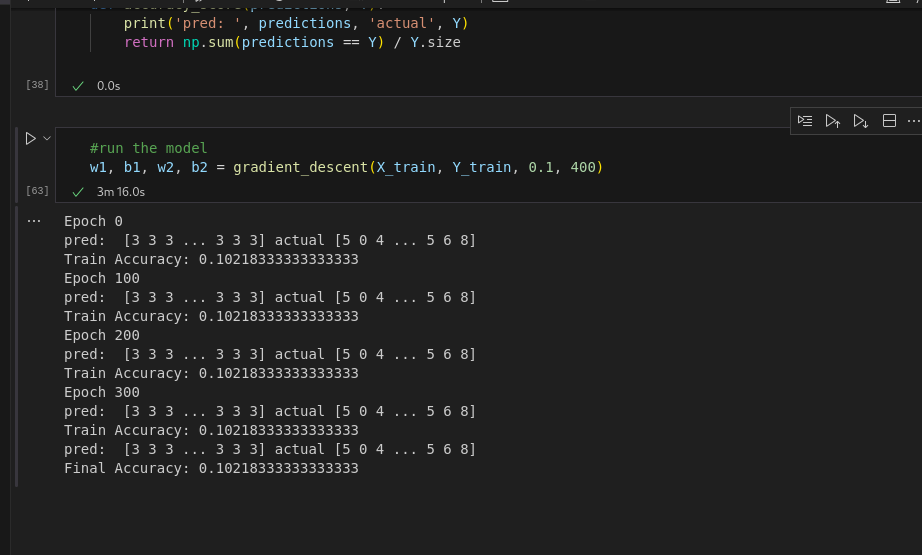 print('pred: ', predictions, 'actual', Y)
return np.sum(predictions == Y) / Y.size
[38] 0.0s
#run the model
w1, b1, w2, b2 = gradient_descent(X_train, Y_train, 0.1, 400)
[63] 3m 16.0s
Epoch 0
pred:  [3 3 3 ... 3 3 3] actual [5 0 4 ... 5 6 8]
Train Accuracy: 0.10218333333333333
Epoch 100
pred:  [3 3 3 ... 3 3 3] actual [5 0 4 ... 5 6 8]
Train Accuracy: 0.10218333333333333
Epoch 200
pred:  [3 3 3 ... 3 3 3] actual [5 0 4 ... 5 6 8]
Train Accuracy: 0.10218333333333333
Epoch 300
pred:  [3 3 3 ... 3 3 3] actual [5 0 4 ... 5 6 8]
Train Accuracy: 0.10218333333333333
pred:  [3 3 3 ... 3 3 3] actual [5 0 4 ... 5 6 8]
Final Accuracy: 0.10218333333333333